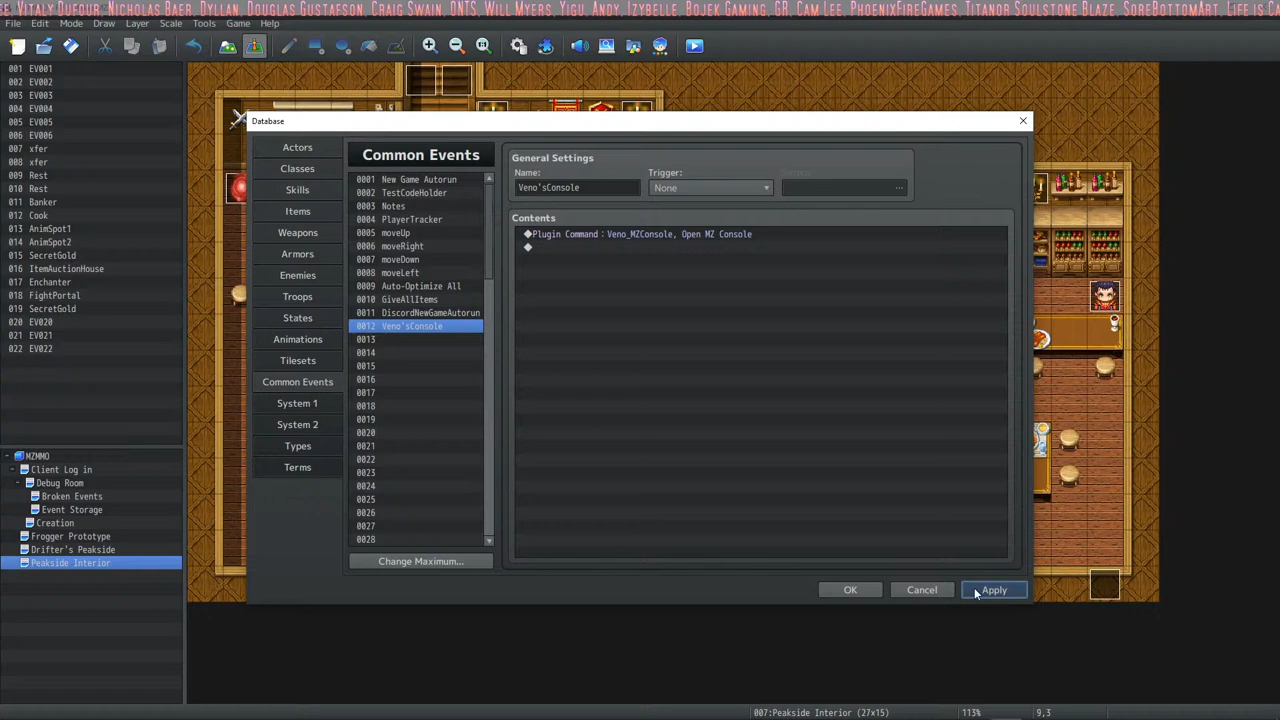 VITALY DUFOUR, NICHOLAS BAER, DYLLAN, DOUGLAS GUSTAFSON, CRAIG SWAIN, DNTS, WILL MYERS, YIGU, ANDY, IZYBELLE, BOJEK GAMING, GR, CAM LEE, PHOENIXFIREGAMES, TITANOR SOULSTONE BLAZE, SOREBOTTOMART, LIFE IS
File Edit Mode Draw Layer Scale Tools Game Help
001 EV001
002 EV002
003 EV003
004 EV004
005 EV005
006 EV006
007 xfer
008 xfer
009 Rest
010 Rest
011 Banker
012 Cook
013 AnimSpot1
014 AnimSpot2
015 SecretGold
016 ItemAuctionHouse
017 Enchanter
018 FightPortal
019 SecretGold
020 EV020
021 EV021
022 EV022
MZMMO
Client Log in
Debug Room
Broken Events
Event Storage
Creation
Frogger Prototype
Drifter's Peakside
Peakside Interior
Database
Actors
Classes
Skills
Items
Weapons
Armors
Enemies
Troops
States
Animations
Tilesets
Common Events
System 1
System 2
Types
Terms
Common Events
0001 New Game Autorun
0002 TestCodeHolder
0003 Notes
0004 PlayerTracker
0005 moveUp
0006 moveRight
0007 moveDown
0008 moveLeft
0009 Auto-Optimize All
0010 GiveAllItems
0011 DiscordNewGameAutorun
0012 Veno'sConsole
0013
0014
0015
0016
0017
0018
0019
0020
0021
0022
0023
0024
0025
0026
0027
0028
Change Maximum...
General Settings
Name: Trigger:
Veno'sConsole None ...
Contents
◆Plugin Command：Veno_MZConsole, Open MZ Console
◆
OK Cancel Apply
007:Peakside Interior (27x15) 113% 9,3